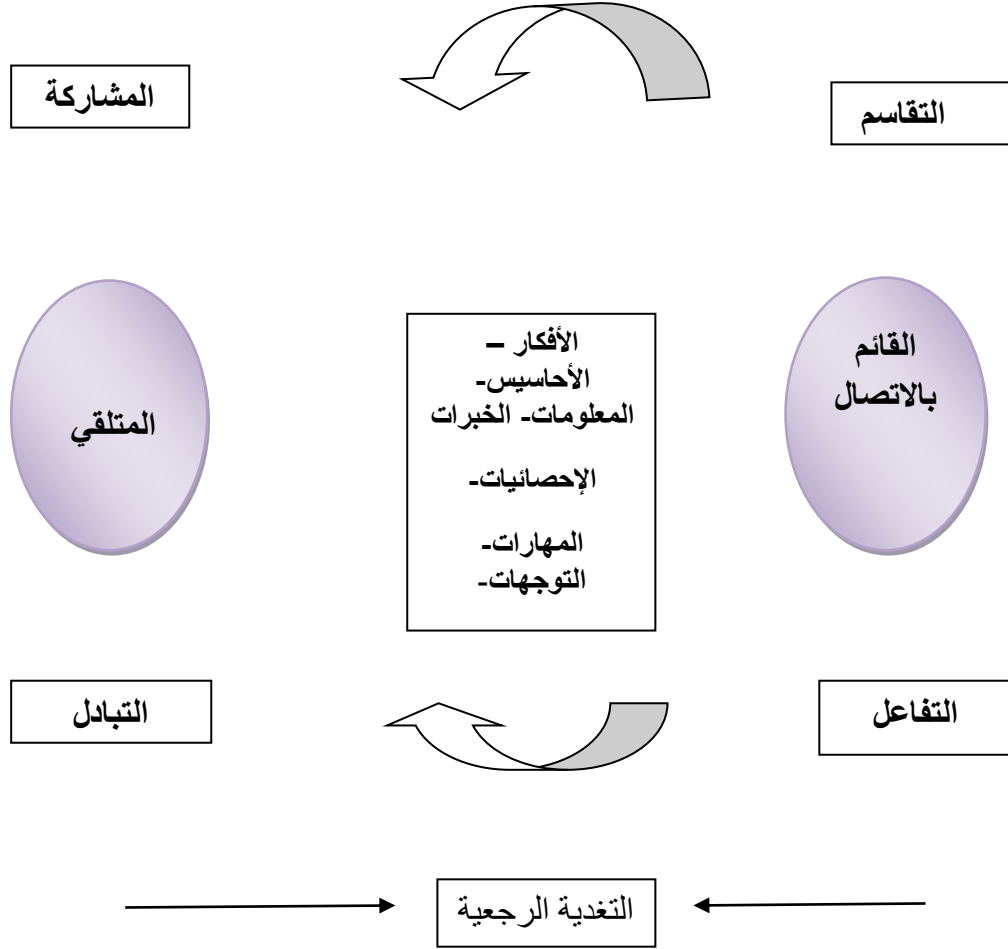 التقاسم
المشاركة
القائم
بالاتصال
الأفكار –
الأحاسيس-
المعلومات- الخبرات
الإحصائيات-
المهارات-
التوجهات-
المتلقي
التفاعل
التبادل
التغدية الرجعية